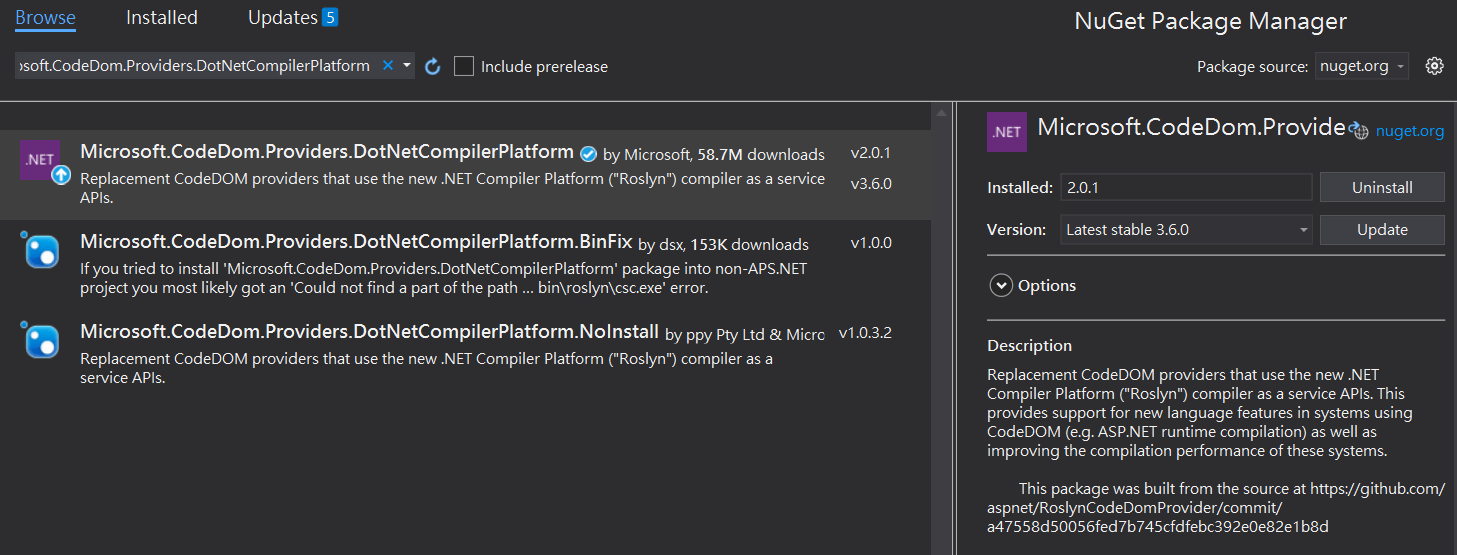 Browse Installed Updates 5 NuGet Package Manager
osoft.CodeDom.Providers.DotNetCompilerPlatform Include prerelease Package source: nuget.org
.NET Microsoft.CodeDom.Providers.DotNetCompilerPlatform by Microsoft, 58.7M downloads v2.0.1
Replacement CodeDOM providers that use the new .NET Compiler Platform ("Roslyn") compiler as a service v3.6.0
APIs.
Microsoft.CodeDom.Providers.DotNetCompilerPlatform.BinFix by dsx, 153K downloads v1.0.0
If you tried to install 'Microsoft.CodeDom.Providers.DotNetCompilerPlatform' package into non-APS.NET
project you most likely got an 'Could not find a part of the path ... bin\roslyn\csc.exe' error.
Microsoft.CodeDom.Providers.DotNetCompilerPlatform.NoInstall by ppy Pty Ltd & Micro v1.0.3.2
Replacement CodeDOM providers that use the new .NET Compiler Platform ("Roslyn") compiler as a
service APIs.
.NET Microsoft.CodeDom.Provide nuget.org
Installed: 2.0.1 Uninstall
Version: Latest stable 3.6.0 Update
Options
Description
Replacement CodeDOM providers that use the new .NET
Compiler Platform ("Roslyn") compiler as a service APIs. This
provides support for new language features in systems using
CodeDOM (e.g. ASP.NET runtime compilation) as well as
improving the compilation performance of these systems.
This package was built from the source at https://github.com/
aspnet/RoslynCodeDomProvider/commit/
a47558d50056fed7b745cfdfebc392e0e82e1b8d